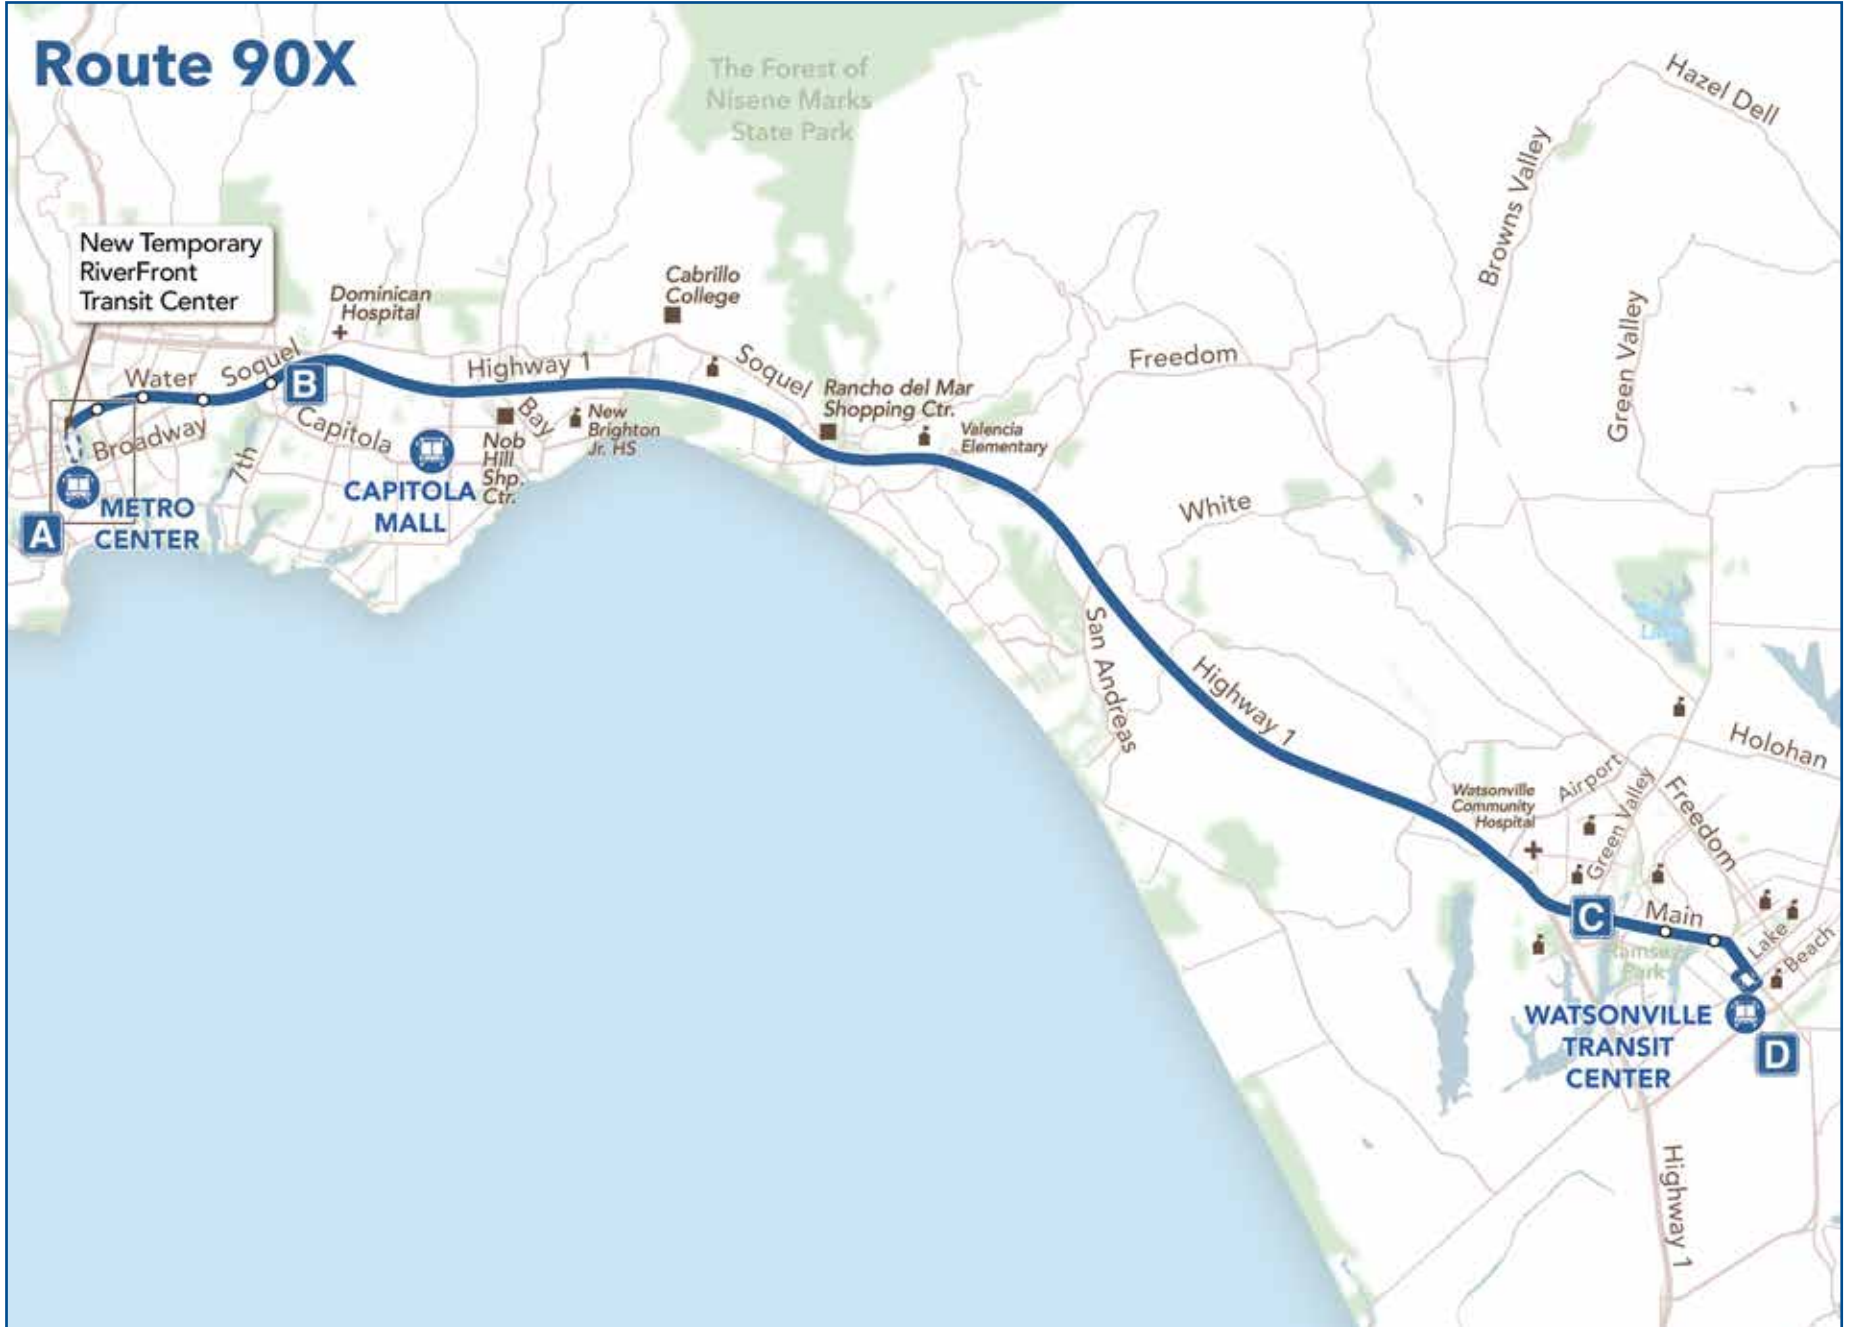 Route 90X
The Forest of
Nisene Marks
State Park
Hazel Dell
Browns Valley
Green Valley
New Temporary
RiverFront
Transit Center
Dominican
Hospital
Cabrillo
College
Water
Soquel
B
Highway 1
Soquel
Freedom
Rancho del Mar
Shopping Ctr.
Valencia
Elementary
Broadway
Capitola
7th
Bay
Nob
Hill
Shp.
Ctr.
New
Brighton
Jr. HS
CAPITOLA
MALL
METRO
CENTER
A
White
San Andreas
Highway 1
Holohan
Watsonville
Community
Hospital
Airport
Green Valley
Freedom
C
Main
Lake
Beach
Park
WATSONVILLE
TRANSIT
CENTER
D
Highway 1